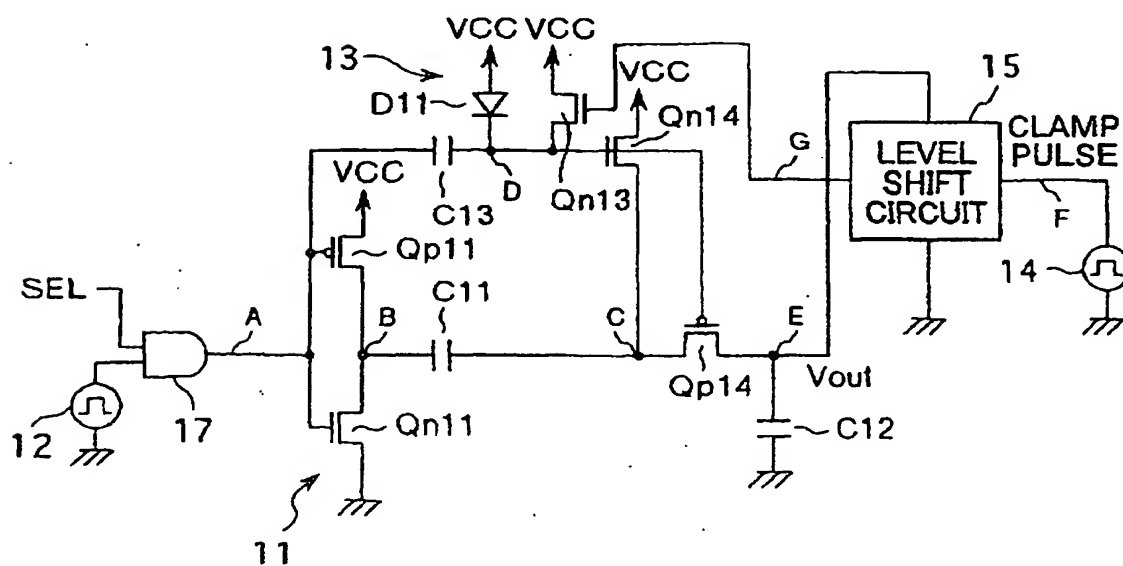 VCC VCC
13
D11
VCC
15
Qn14
CLAMP
PULSE
G
LEVEL
SHIFT
CIRCUIT
D
VCC
C13
Qn13
F
Qp11
14
SEL
C11
A
B
C
E
Qp14
Vout
12
17
Qn11
C12
11